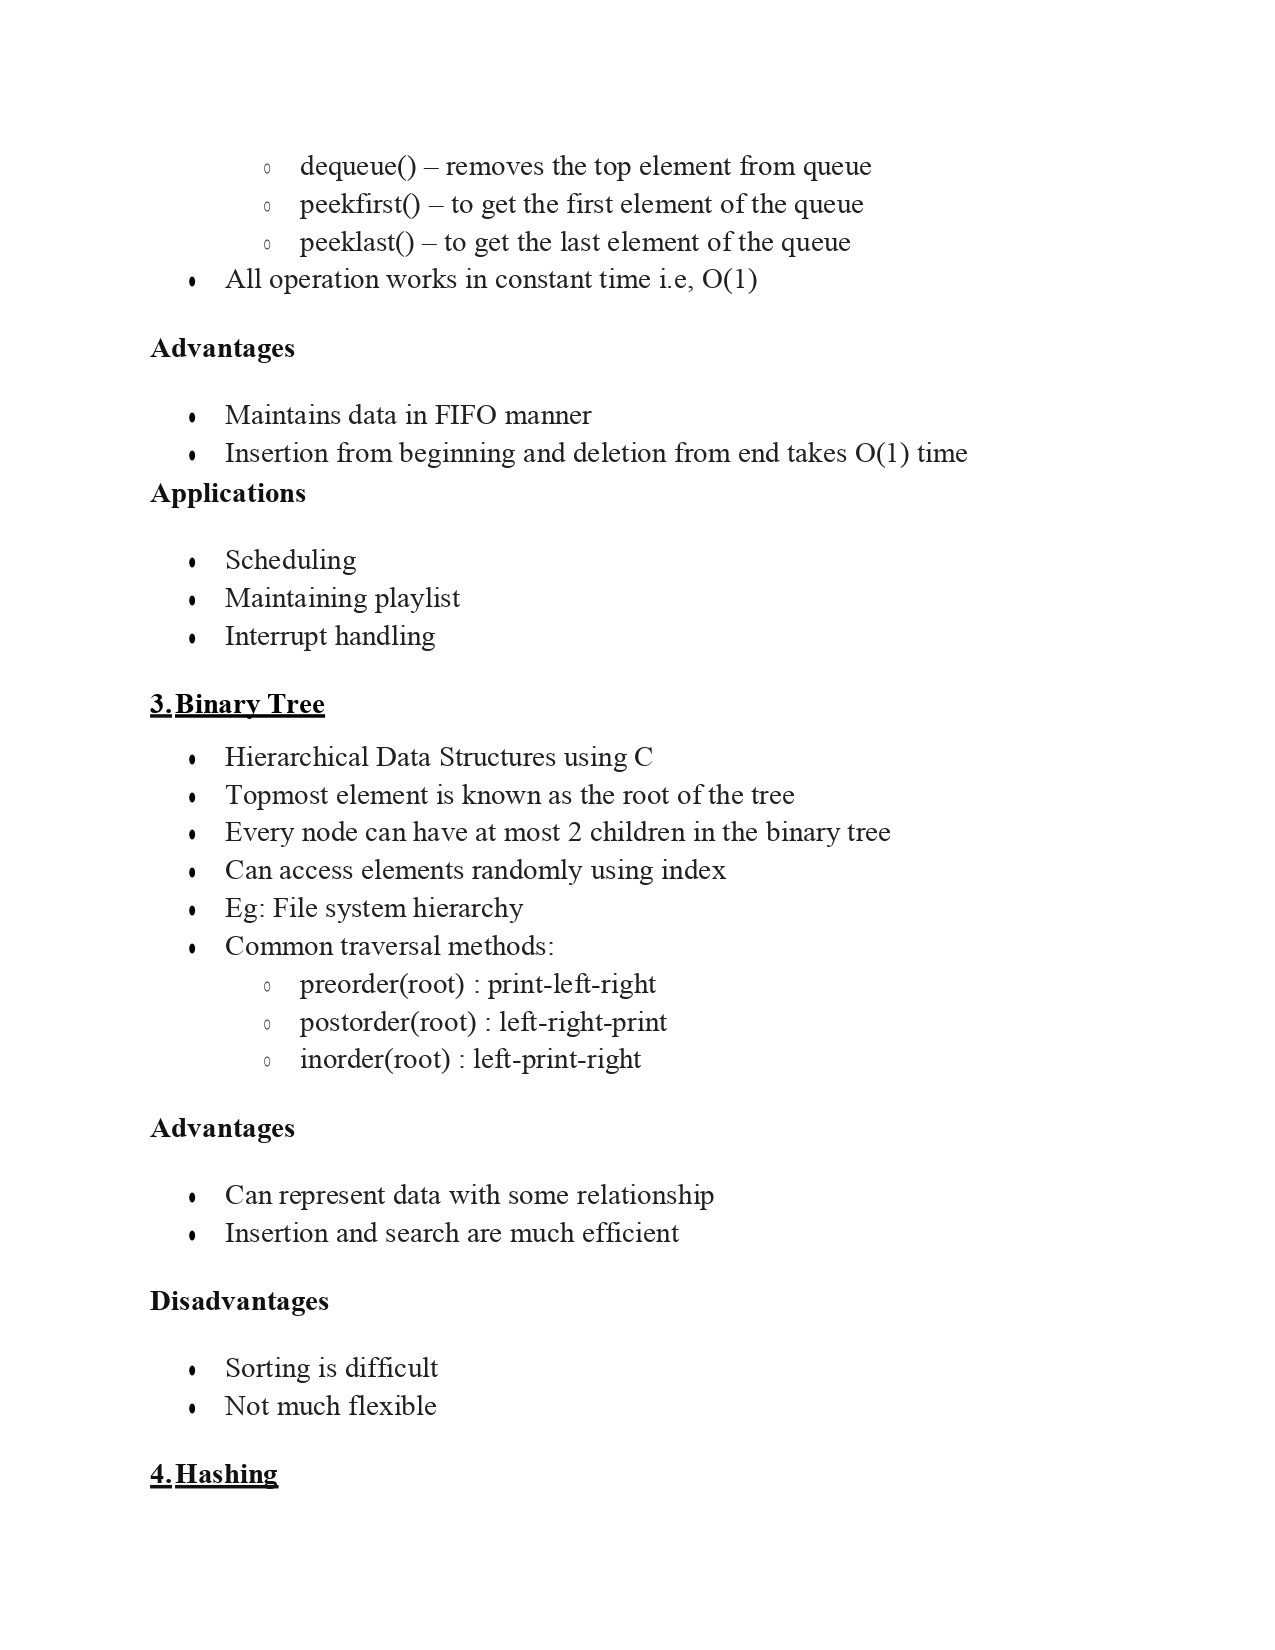 ○ dequeue() – removes the top element from queue
○ peekfirst() – to get the first element of the queue
○ peeklast() – to get the last element of the queue
● All operation works in constant time i.e, O(1)
Advantages
● Maintains data in FIFO manner
● Insertion from beginning and deletion from end takes O(1) time
Applications
● Scheduling
● Maintaining playlist
● Interrupt handling
3. Binary Tree
● Hierarchical Data Structures using C
● Topmost element is known as the root of the tree
● Every node can have at most 2 children in the binary tree
● Can access elements randomly using index
● Eg: File system hierarchy
● Common traversal methods:
○ preorder(root) : print-left-right
○ postorder(root) : left-right-print
○ inorder(root) : left-print-right
Advantages
● Can represent data with some relationship
● Insertion and search are much efficient
Disadvantages
● Sorting is difficult
● Not much flexible
4. Hashing